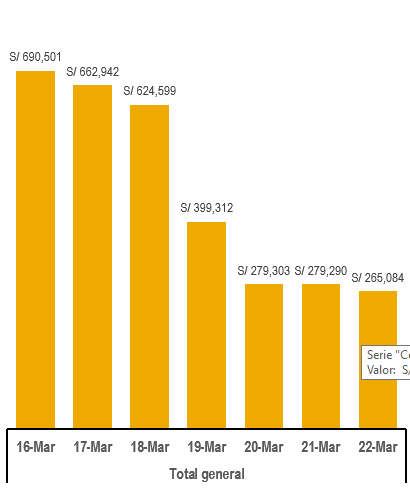 S/ 690,501
S/ 662,942
S/ 624,599
S/ 399,312
S/ 279,303
S/ 279,290
S/ 265,084
Serie "C
Valor: S/
16-Mar 17-Mar 18-Mar 19-Mar 20-Mar 21-Mar 22-Mar
Total general